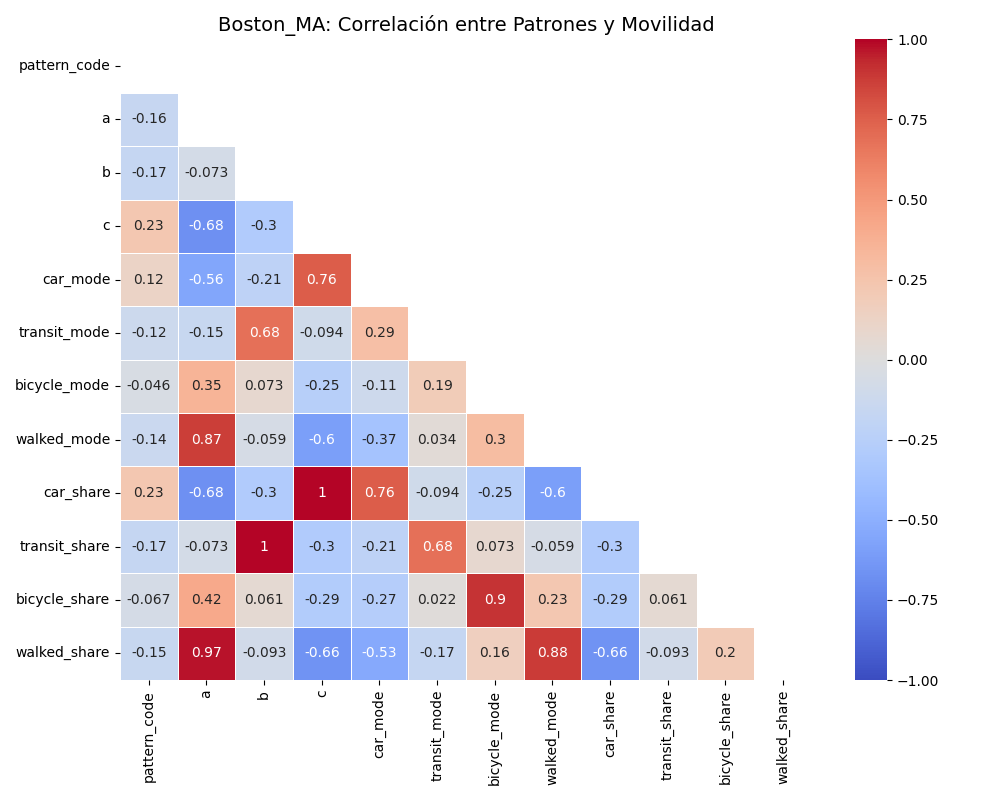 Boston_MA: Correlación entre Patrones y Movilidad
pattern_code
a -0.16
b -0.17 -0.073
c 0.23 -0.68 -0.3
car_mode 0.12 -0.56 -0.21 0.76
transit_mode -0.12 -0.15 0.68 -0.094 0.29
bicycle_mode -0.046 0.35 0.073 -0.25 -0.11 0.19
walked_mode -0.14 0.87 -0.059 -0.6 -0.37 0.034 0.3
car_share 0.23 -0.68 -0.3 1 0.76 -0.094 -0.25 -0.6
transit_share -0.17 -0.073 1 -0.3 -0.21 0.68 0.073 -0.059 -0.3
bicycle_share -0.067 0.42 0.061 -0.29 -0.27 0.022 0.9 0.23 -0.29 0.061
walked_share -0.15 0.97 -0.093 -0.66 -0.53 -0.17 0.16 0.88 -0.66 -0.093 0.2
pattern_code a b c car_mode transit_mode bicycle_mode walked_mode car_share transit_share bicycle_share walked_share
1.00
0.75
0.50
0.25
0.00
−0.25
−0.50
−0.75
−1.00